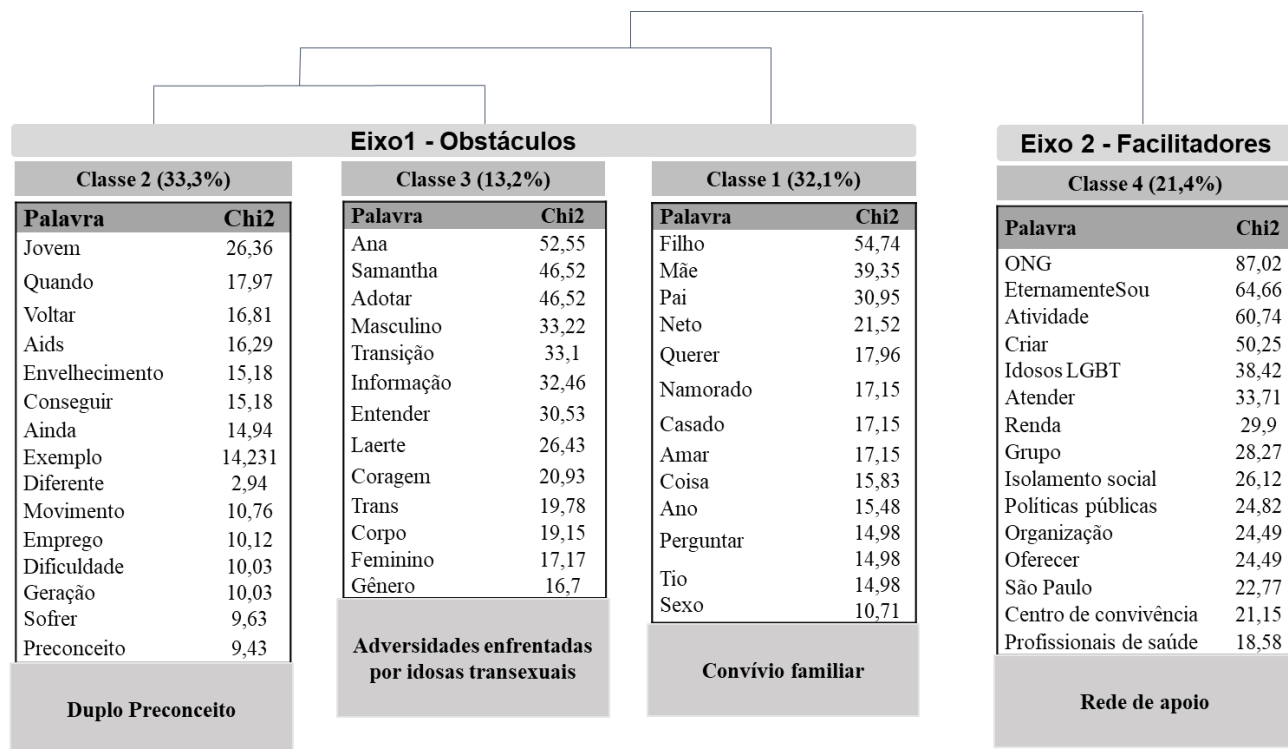 Eixo1 - Obstáculos
Classe 2 (33,3%)
Palavra Chi2
Jovem 26,36
Quando 17,97
Voltar 16,81
Aids 16,29
Envelhecimento 15,18
Conseguir 15,18
Ainda 14,94
Exemplo 14,231
Diferente 2,94
Movimento 10,76
Emprego 10,12
Dificuldade 10,03
Geração 10,03
Sofrer 9,63
Preconceito 9,43
Duplo Preconceito
Classe 3 (13,2%)
Palavra Chi2
Ana 52,55
Samantha 46,52
Adotar 46,52
Masculino 33,22
Transição 33,1
Informação 32,46
Entender 30,53
Laerte 26,43
Coragem 20,93
Trans 19,78
Corpo 19,15
Feminino 17,17
Gênero 16,7
Adversidades enfrentadas
por idosas transexuais
Classe 1 (32,1%)
Palavra Chi2
Filho 54,74
Mãe 39,35
Pai 30,95
Neto 21,52
Querer 17,96
Namorado 17,15
Casado 17,15
Amar 17,15
Coisa 15,83
Ano 15,48
Perguntar 14,98
14,98
Tio 14,98
Sexo 10,71
Convívio familiar
Eixo 2 - Facilitadores
Classe 4 (21,4%)
Palavra Chi2
ONG 87,02
EternamenteSou 64,66
Atividade 60,74
Criar 50,25
Idosos LGBT 38,42
Atender 33,71
Renda 29,9
Grupo 28,27
Isolamento social 26,12
Políticas públicas 24,82
Organização 24,49
Oferecer 24,49
São Paulo 22,77
Centro de convivência 21,15
Profissionais de saúde 18,58
Rede de apoio